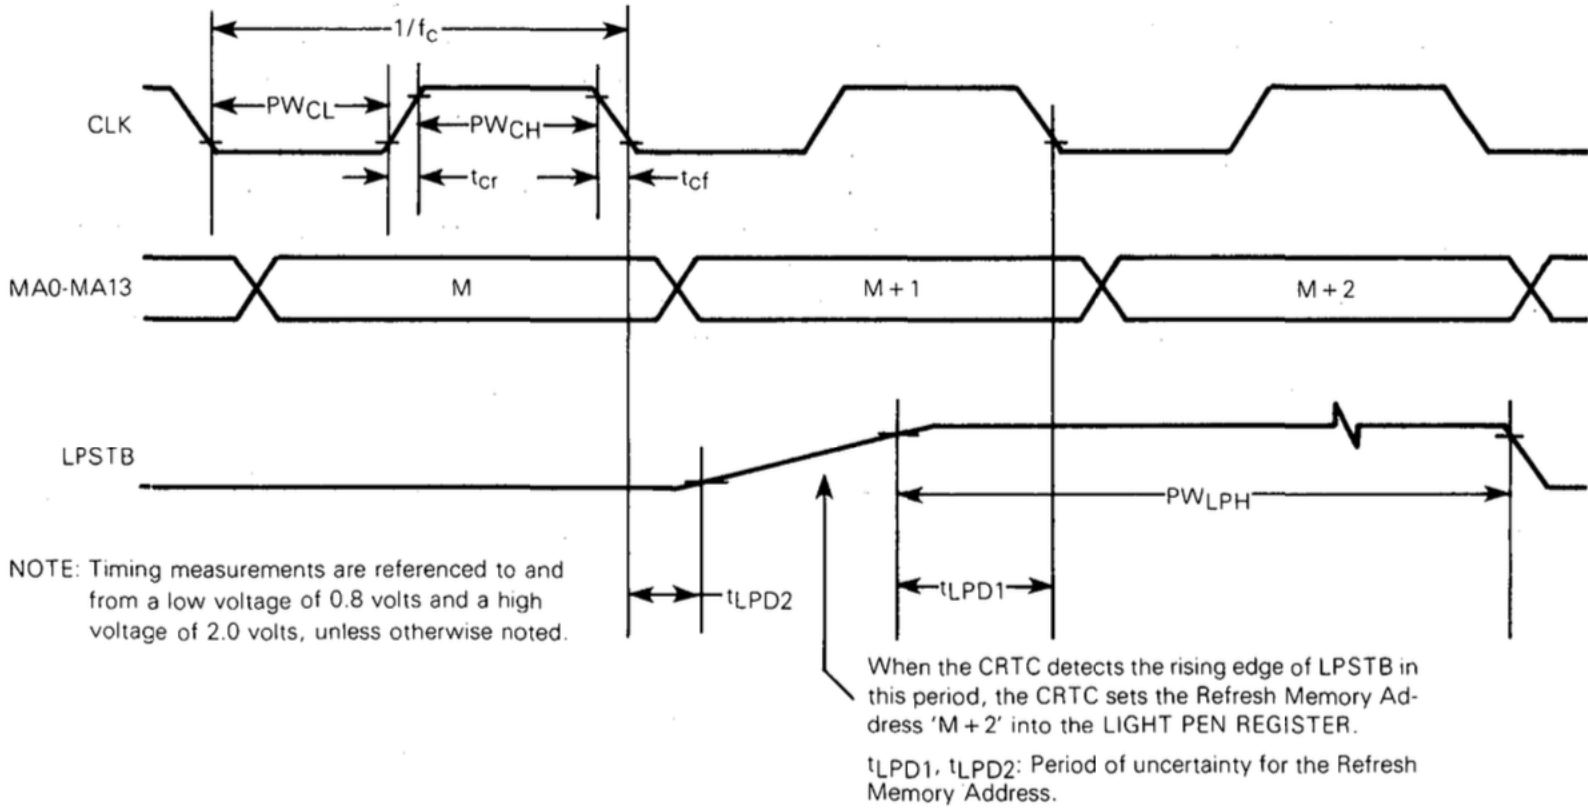 1/fc
CLK
PWCL
PWCH
tcr
tcf
MA0-MA13
M
M + 1
M + 2
LPSTB
PWLPH
NOTE: Timing measurements are referenced to and
from a low voltage of 0.8 volts and a high
voltage of 2.0 volts, unless otherwise noted.
tLPD2
tLPD1
When the CRTC detects the rising edge of LPSTB in
this period, the CRTC sets the Refresh Memory Ad-
dress 'M + 2' into the LIGHT PEN REGISTER.
tLPD1, tLPD2: Period of uncertainty for the Refresh
Memory Address.